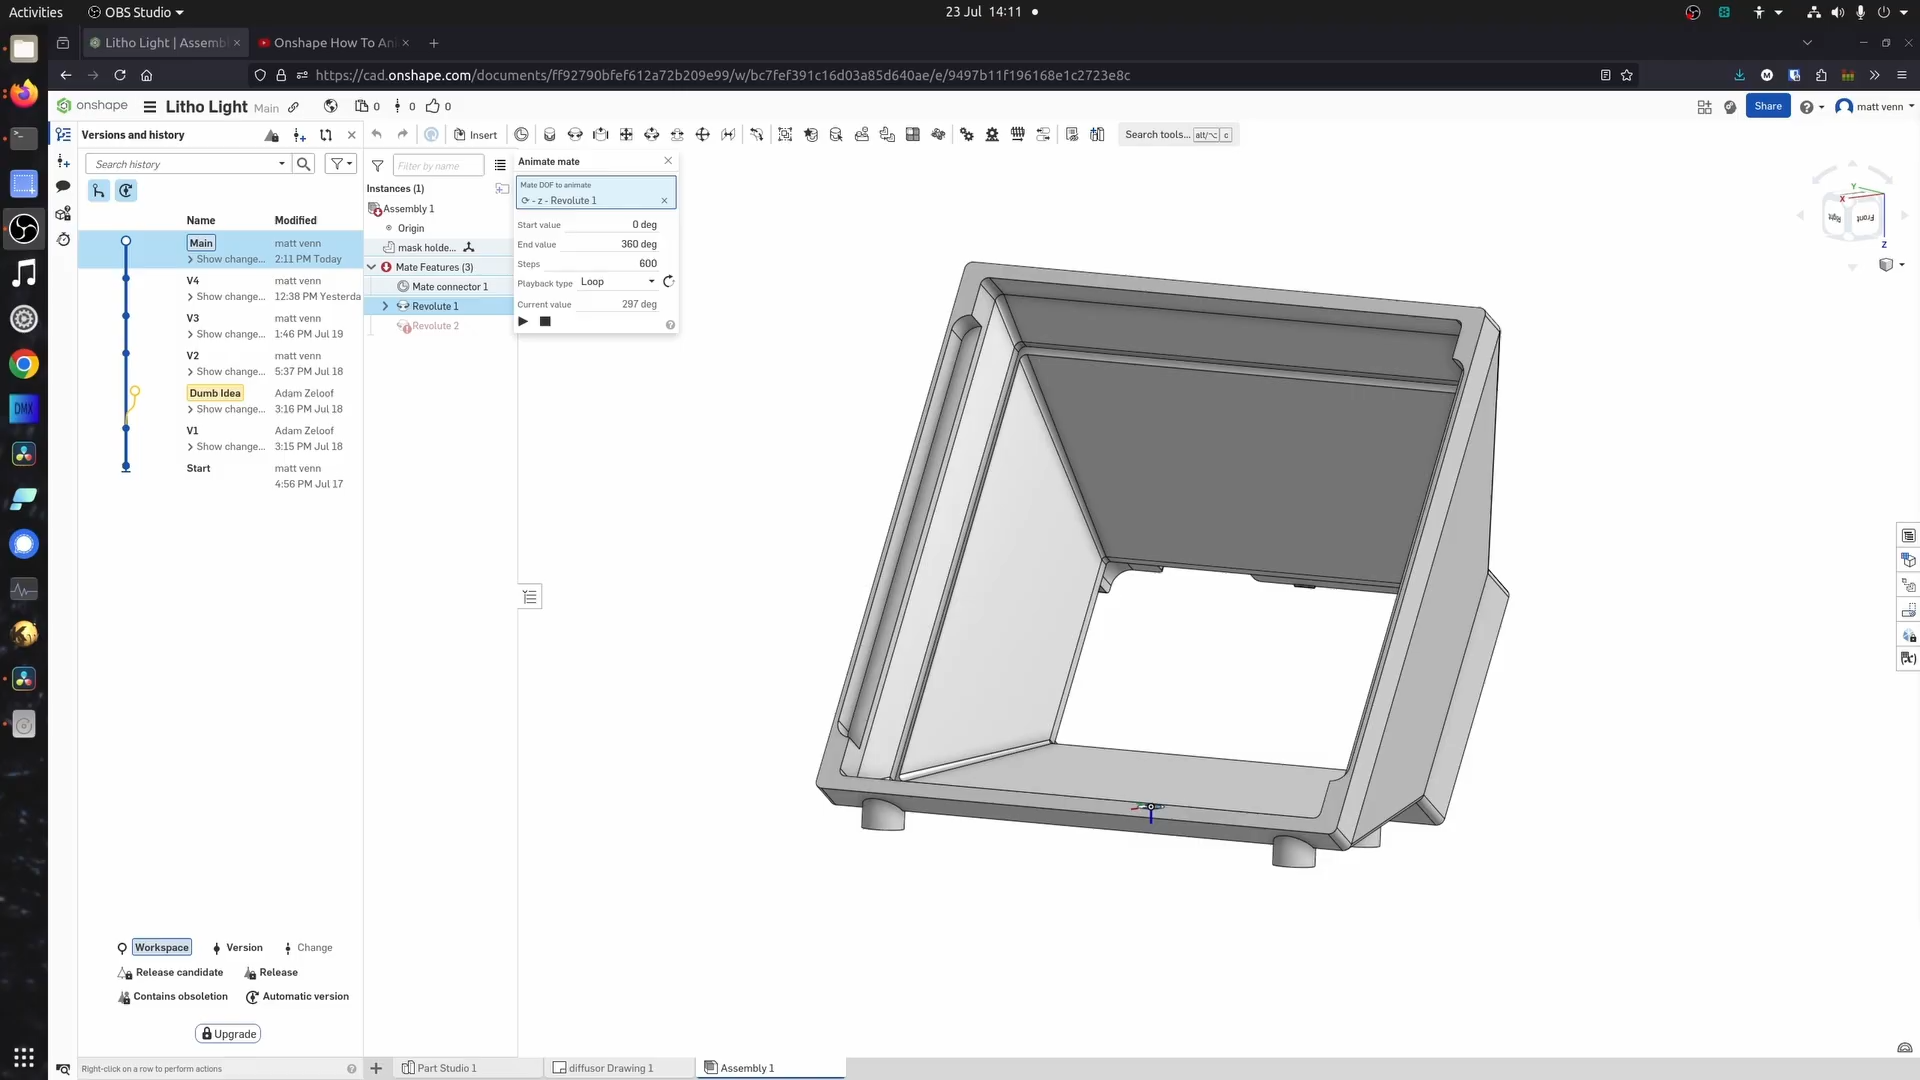 Activities
OBS Studio
23 Jul 14:11
Litho Light | Assembl
Onshape How To An
https://cad.onshape.com/documents/ff92790bfef612a72b209e99/w/bc7fef391c16d03a85d640ae/e/9497b11f196168e1c2723e8c
onshape
Litho Light Main
0
0
0
Share
matt venn
Versions and history
Insert
Search tools... alt/⌥ c
Search history
Filter by name
Animate mate
Instances (1)
Mate DOF to animate
- z - Revolute 1
Assembly 1
Origin
mask holde...
Mate Features (3)
Mate connector 1
Revolute 1
Revolute 2
Start value 0 deg
End value 360 deg
Steps 600
Playback type Loop
Current value 297 deg
Name Modified
Main matt venn
Show change... 2:11 PM Today
V4 matt venn
Show change... 12:38 PM Yesterda
V3 matt venn
Show change... 1:46 PM Jul 19
V2 matt venn
Show change... 5:37 PM Jul 18
Dumb Idea Adam Zeloof
Show change... 3:16 PM Jul 18
V1 Adam Zeloof
Show change... 3:15 PM Jul 18
Start matt venn
4:56 PM Jul 17
DMX
Y
X
Z
Right
Front
Workspace Version Change
Release candidate Release
Contains obsoletion Automatic version
Upgrade
Right-click on a row to perform actions
Part Studio 1
diffusor Drawing 1
Assembly 1